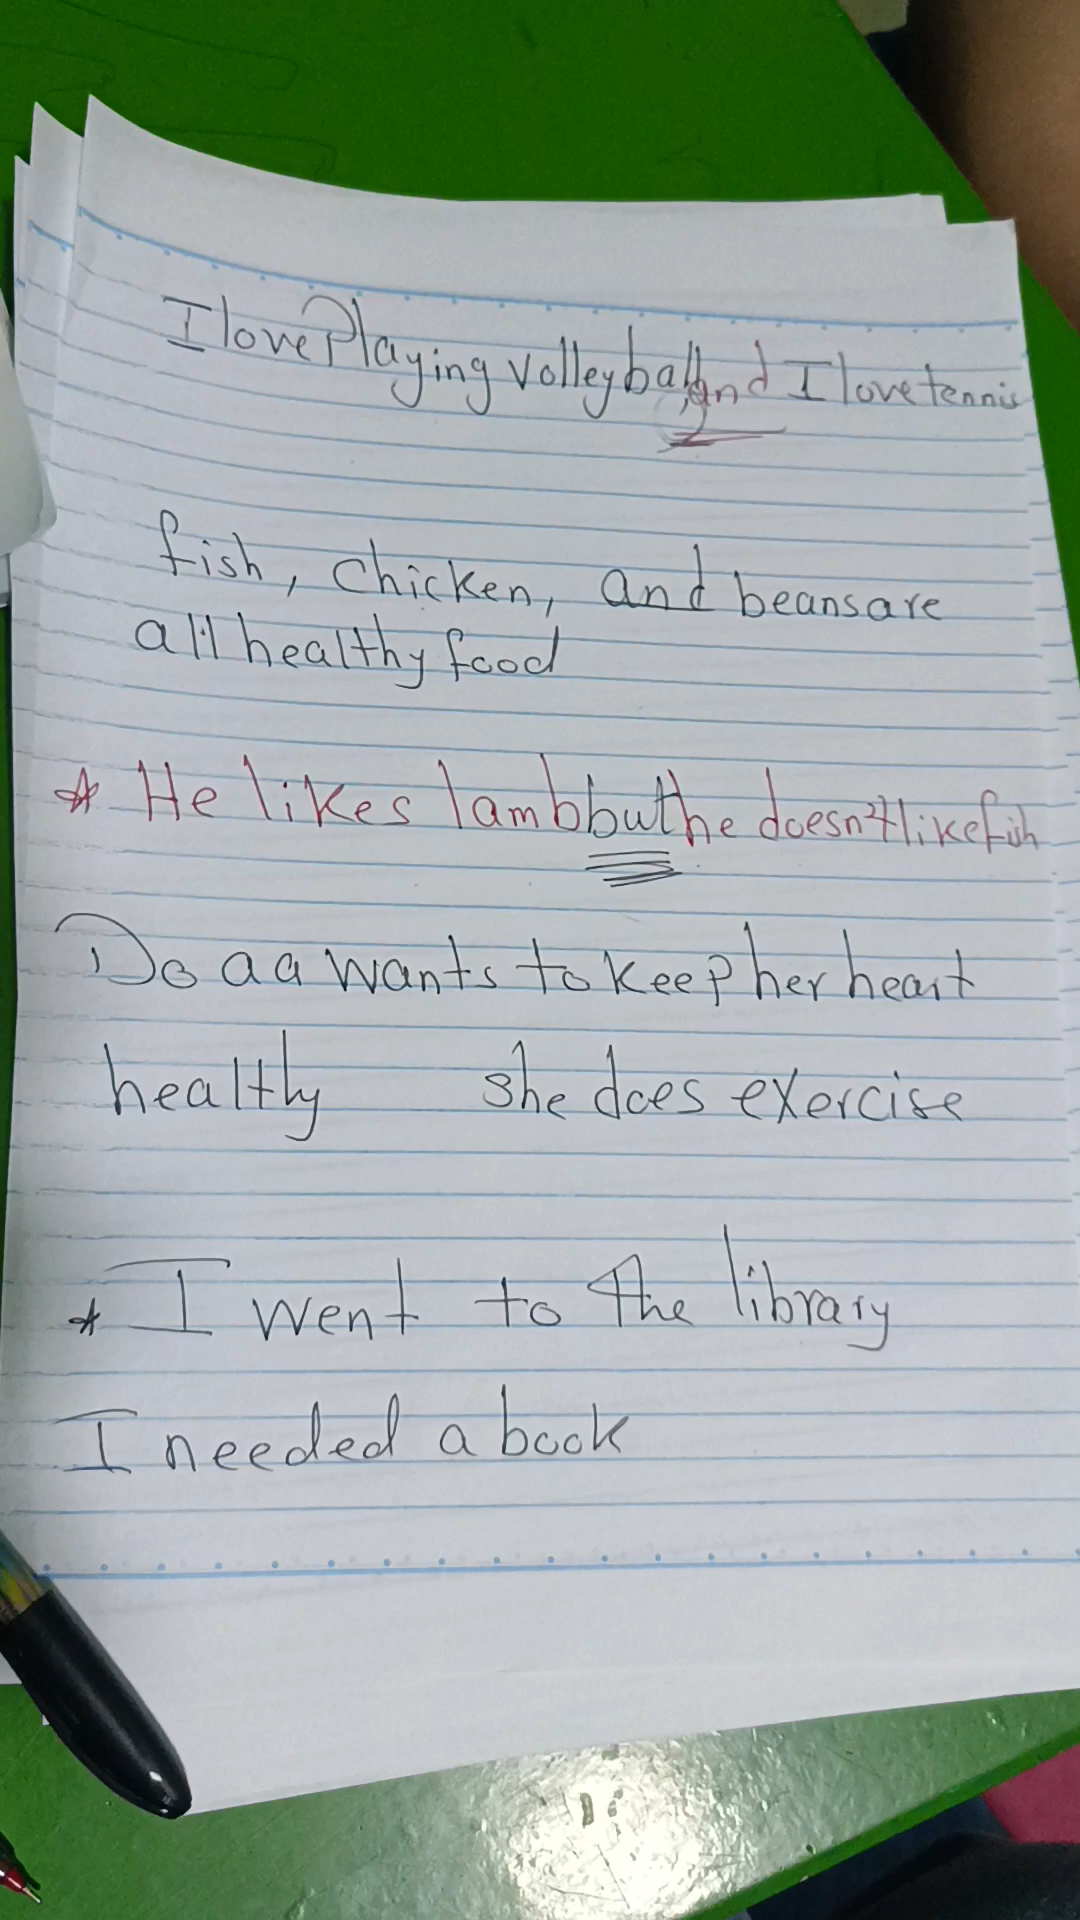 I love Playing volleyball, and I love tennis
fish, chicken, and beans are
all healthy food
* He likes lamb but he doesn't like fish
Doaa wants to keep her heart
healthy she does exercise
* I went to the library
I needed a book